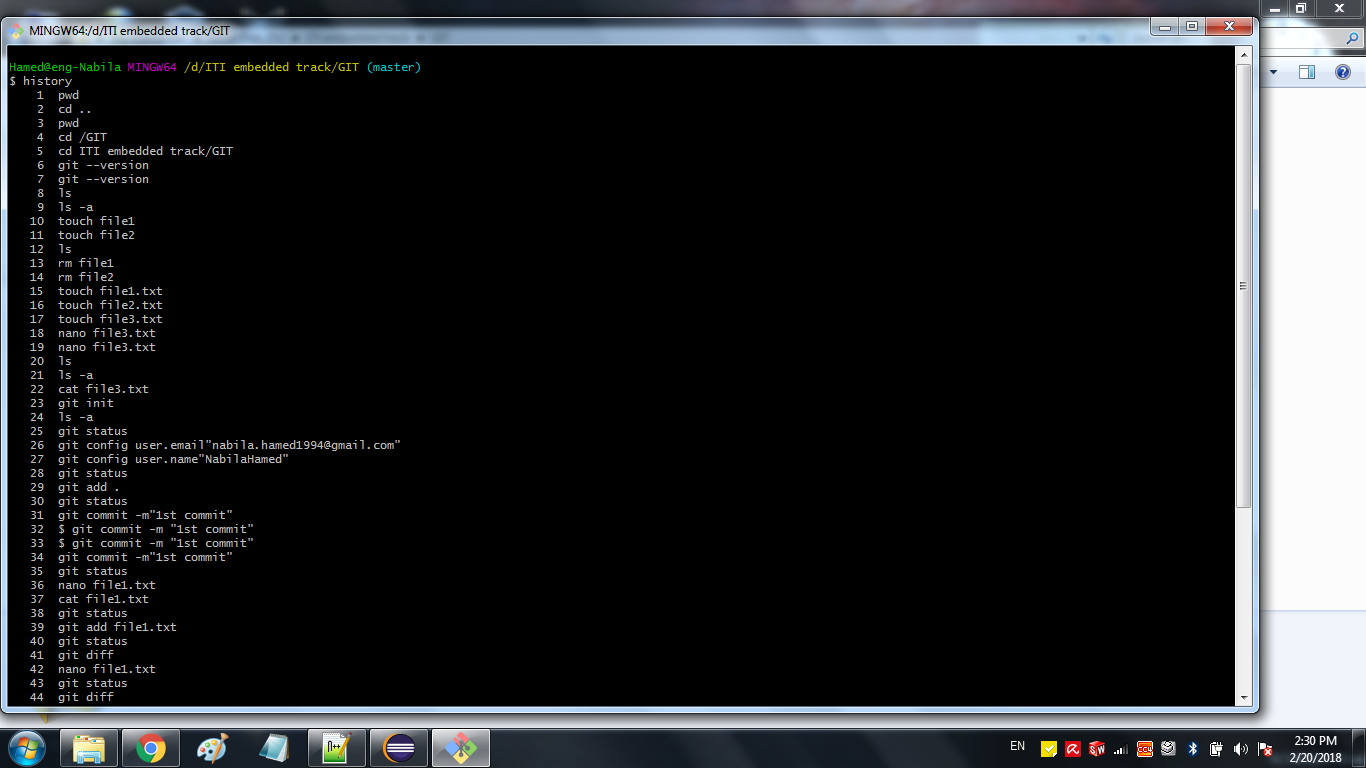 MINGW64:/d/ITI embedded track/GIT
Hamed@eng-Nabila MINGW64 /d/ITI embedded track/GIT (master)
$ history
1 pwd
2 cd ..
3 pwd
4 cd /GIT
5 cd ITI embedded track/GIT
6 git --version
7 git --version
8 ls
9 ls -a
10 touch file1
11 touch file2
12 ls
13 rm file1
14 rm file2
15 touch file1.txt
16 touch file2.txt
17 touch file3.txt
18 nano file3.txt
19 nano file3.txt
20 ls
21 ls -a
22 cat file3.txt
23 git init
24 ls -a
25 git status
26 git config user.email"nabila.hamed1994@gmail.com"
27 git config user.name"NabilaHamed"
28 git status
29 git add .
30 git status
31 git commit -m"1st commit"
32 $ git commit -m "1st commit"
33 $ git commit -m "1st commit"
34 git commit -m"1st commit"
35 git status
36 nano file1.txt
37 cat file1.txt
38 git status
39 git add file1.txt
40 git status
41 git diff
42 nano file1.txt
43 git status
44 git diff
EN
2:30 PM
2/20/2018